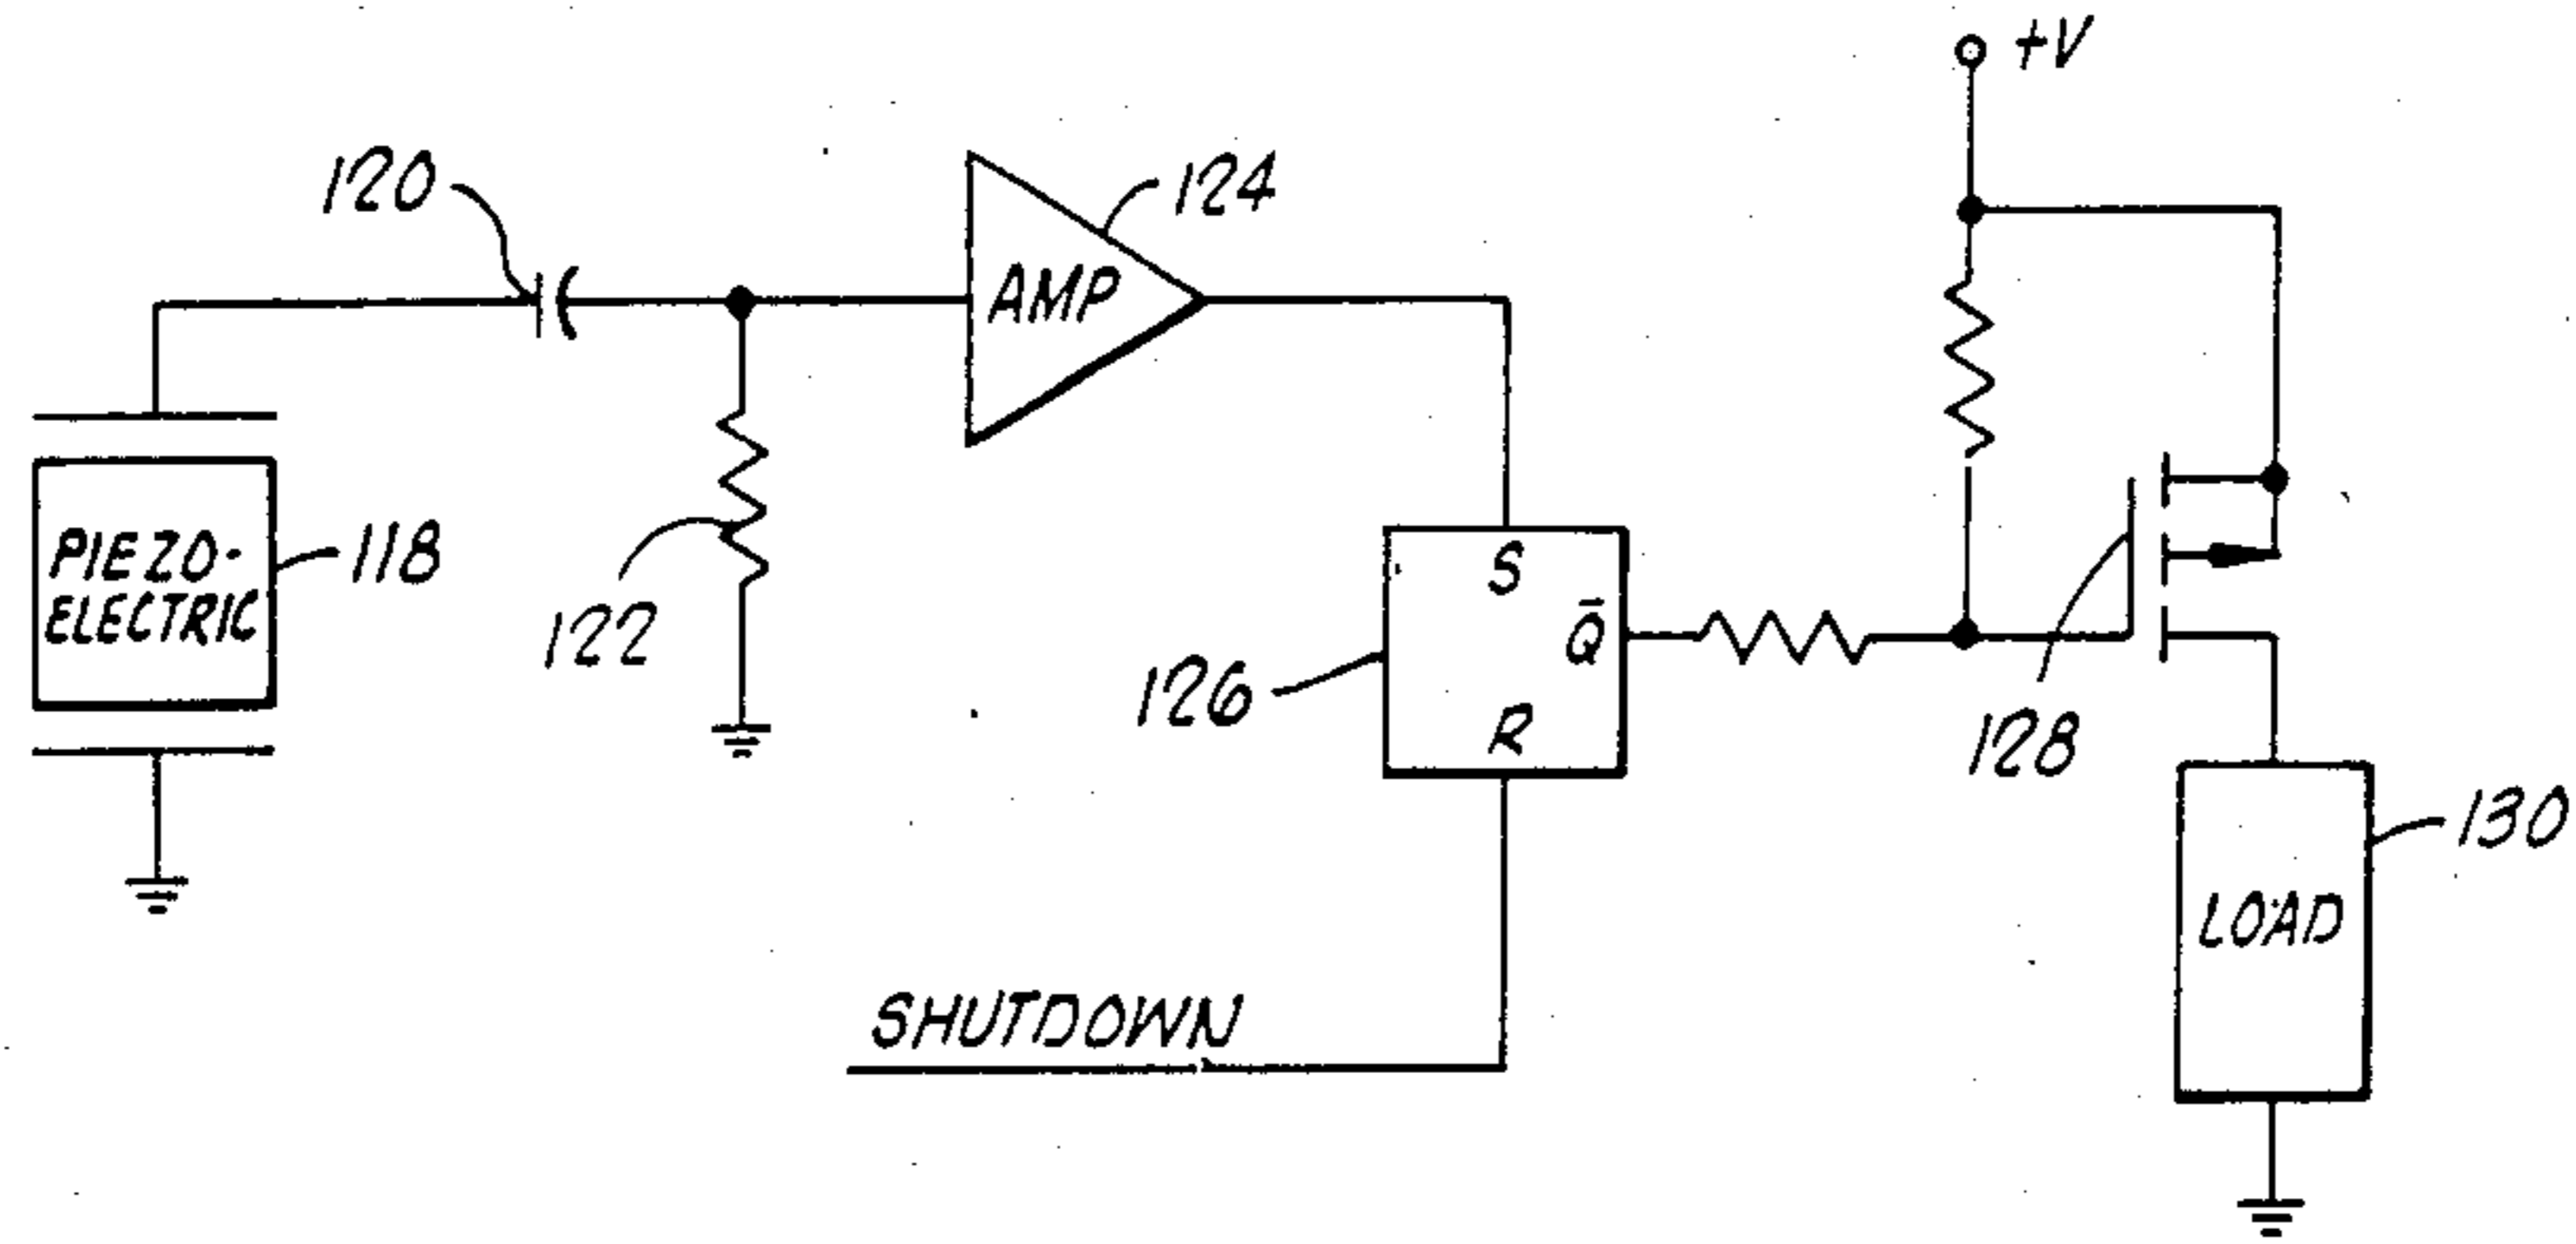 +V
120
124
AMP
PIEZO-
ELECTRIC
118
122
S
Q̄
126
R
128
130
LOAD
SHUTDOWN